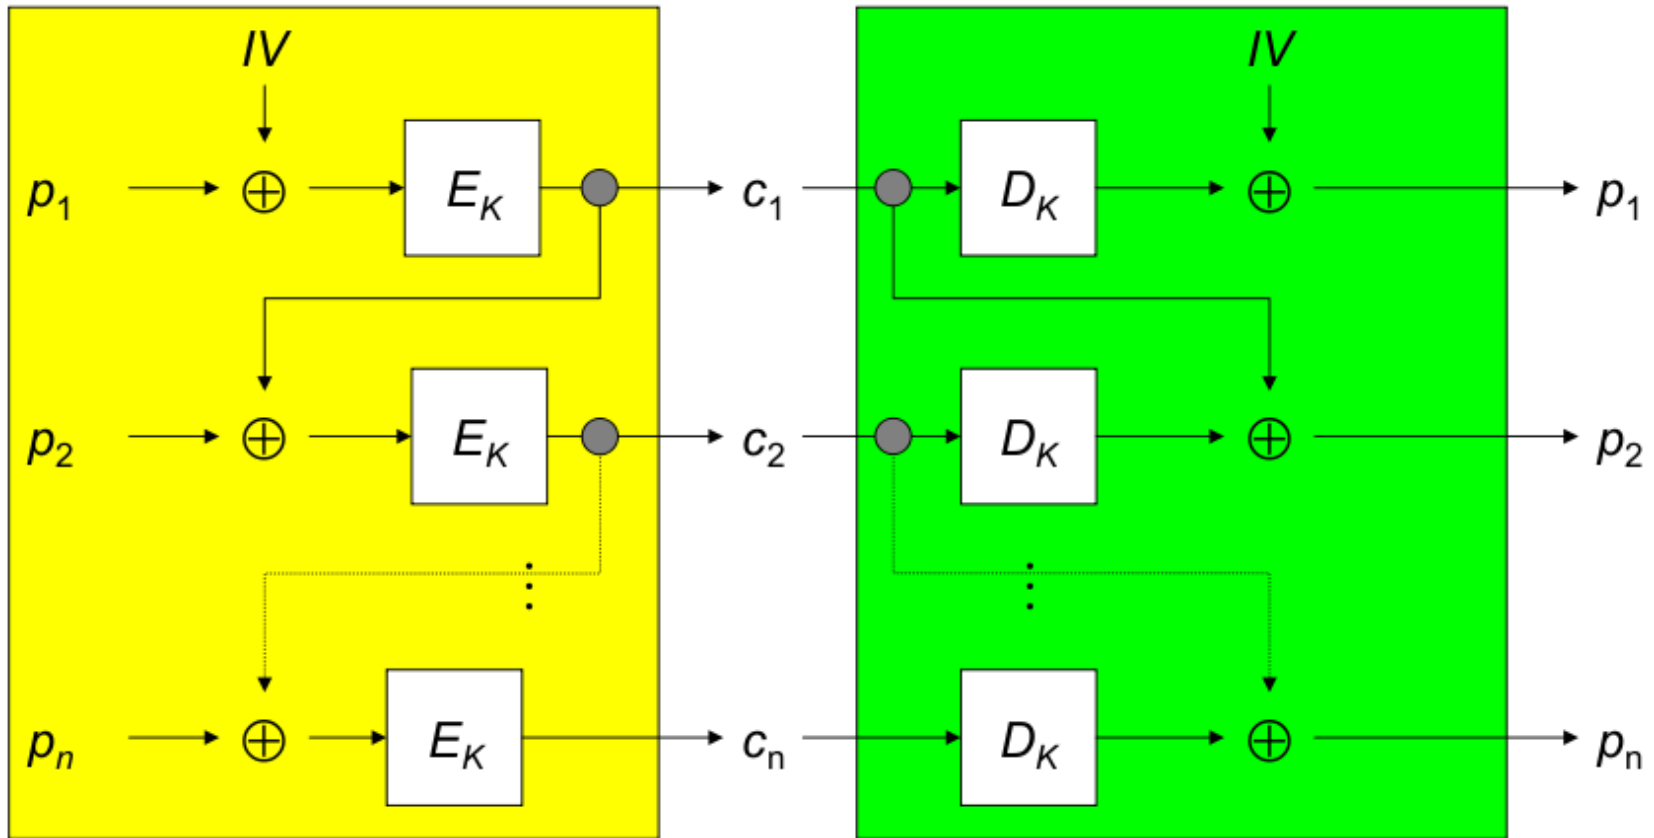 IV IV
p1 EK c1 DK p1
p2 EK c2 DK p2
pn EK cn DK pn